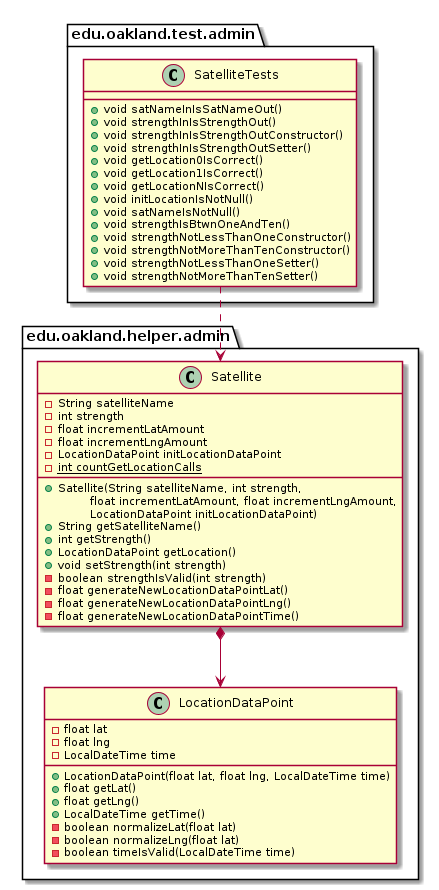 edu.oakland.test.admin
C SatelliteTests
void satNameInIsSatNameOut()
void strengthInIsStrengthOut()
void strengthInIsStrengthOutConstructor()
void strengthInIsStrengthOutSetter()
void getLocation0IsCorrect()
void getLocation1IsCorrect()
void getLocationNIsCorrect()
void initLocationIsNotNull()
void satNameIsNotNull()
void strengthIsBtwnOneAndTen()
void strengthNotLessThanOneConstructor()
void strengthNotMoreThanTenConstructor()
void strengthNotLessThanOneSetter()
void strengthNotMoreThanTenSetter()
edu.oakland.helper.admin
C Satellite
String satelliteName
int strength
float incrementLatAmount
float incrementLngAmount
LocationDataPoint initLocationDataPoint
int countGetLocationCalls
Satellite(String satelliteName, int strength,
float incrementLatAmount, float incrementLngAmount,
LocationDataPoint initLocationDataPoint)
String getSatelliteName()
int getStrength()
LocationDataPoint getLocation()
void setStrength(int strength)
boolean strengthIsValid(int strength)
float generateNewLocationDataPointLat()
float generateNewLocationDataPointLng()
float generateNewLocationDataPointTime()
C LocationDataPoint
float lat
float lng
LocalDateTime time
LocationDataPoint(float lat, float lng, LocalDateTime time)
float getLat()
float getLng()
LocalDateTime getTime()
boolean normalizeLat(float lat)
boolean normalizeLng(float lat)
boolean timeIsValid(LocalDateTime time)